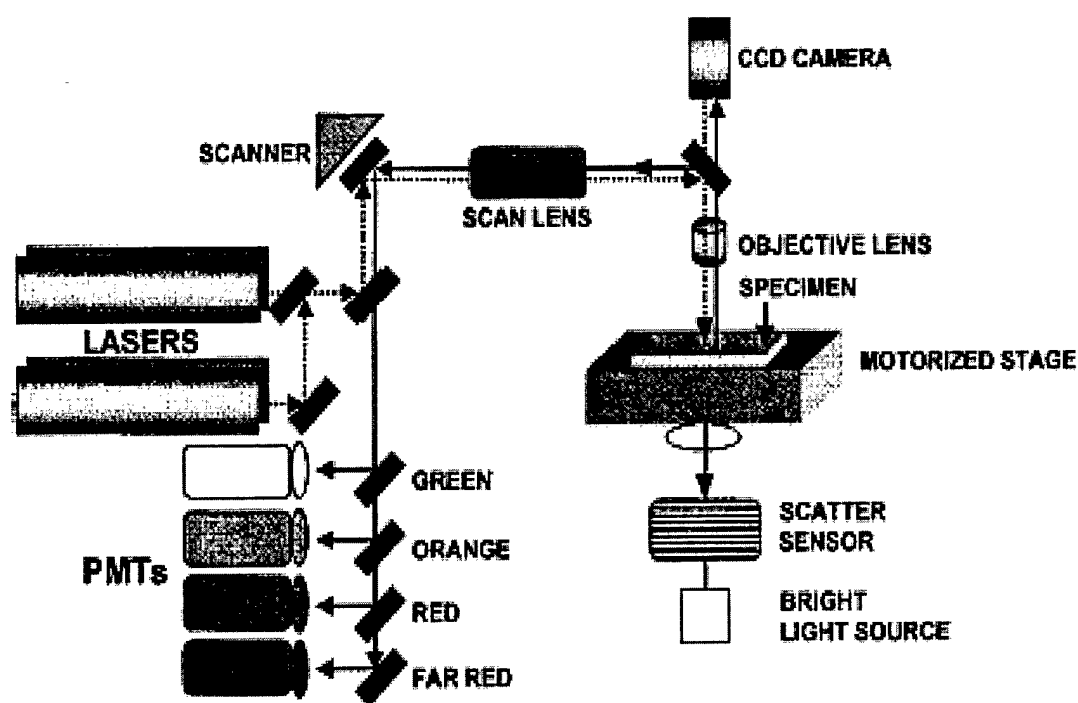 CCD CAMERA
SCANNER
SCAN LENS
OBJECTIVE LENS
SPECIMEN
LASERS
MOTORIZED STAGE
GREEN
ORANGE
PMTs
RED
FAR RED
SCATTER
SENSOR
BRIGHT
LIGHT SOURCE